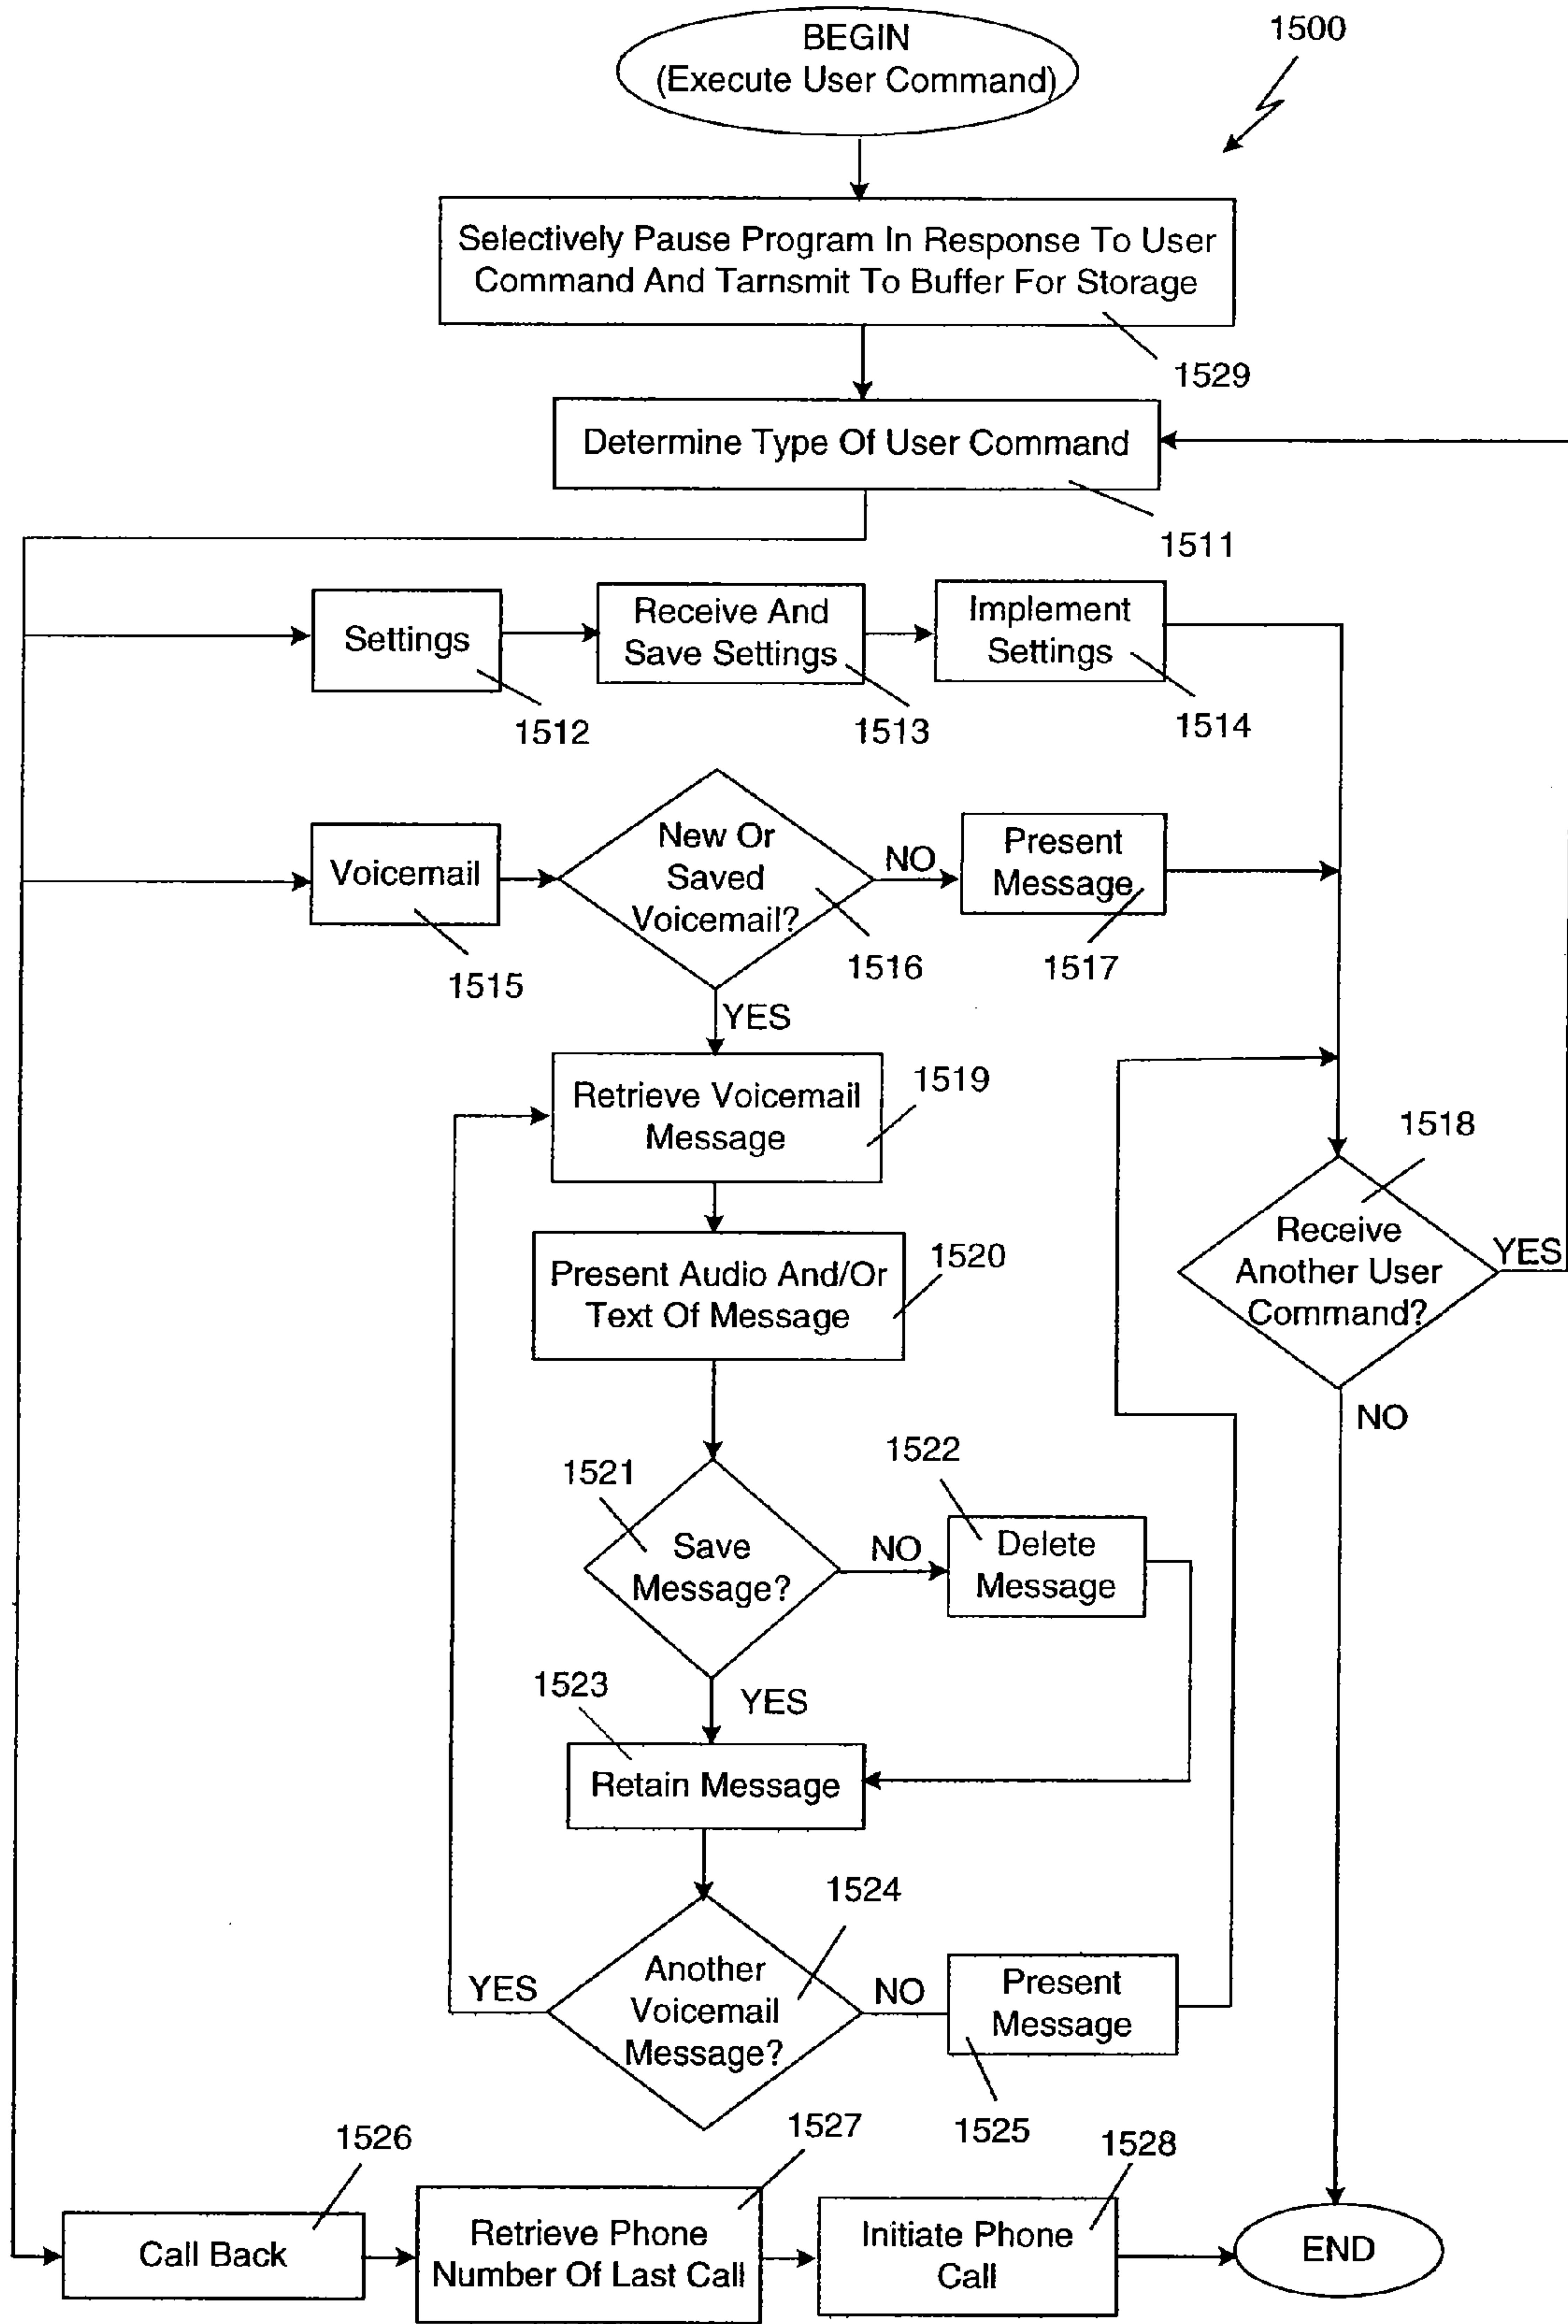 BEGIN
(Execute User Command)
1500
Selectively Pause Program In Response To User
Command And Tarnsmit To Buffer For Storage
1529
Determine Type Of User Command
1511
Settings
1512
Receive And
Save Settings
1513
Implement
Settings
1514
Voicemail
1515
New Or
Saved
Voicemail?
1516
NO
Present
Message
1517
YES
Retrieve Voicemail
Message
1519
1518
Receive
Another User
Command?
YES
NO
Present Audio And/Or
Text Of Message
1520
1521
Save
Message?
NO
1522
Delete
Message
YES
1523
Retain Message
1524
Another
Voicemail
Message?
YES
NO
Present
Message
1525
1526
Call Back
1527
Retrieve Phone
Number Of Last Call
1528
Initiate Phone
Call
END